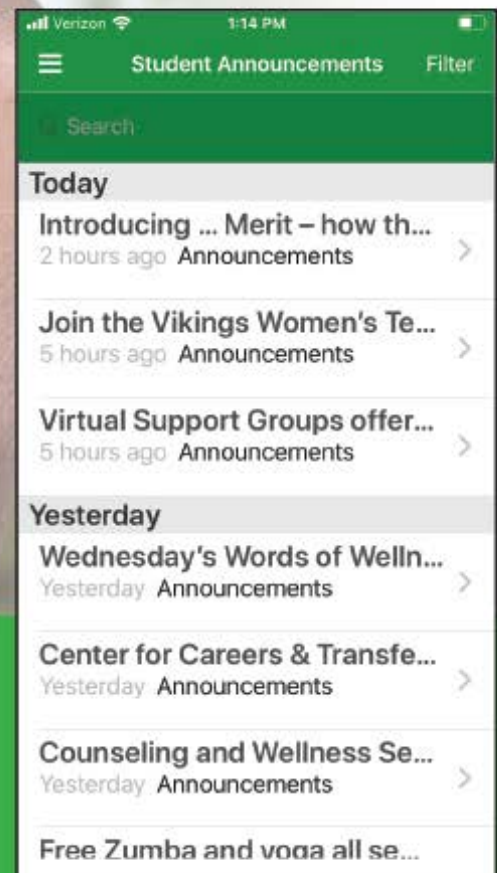 Verizon 1:14 PM
Student Announcements Filter
Search
Today
Introducing ... Merit – how th...
2 hours ago Announcements
Join the Vikings Women's Te...
5 hours ago Announcements
Virtual Support Groups offer...
5 hours ago Announcements
Yesterday
Wednesday's Words of Welln...
Yesterday Announcements
Center for Careers & Transfe...
Yesterday Announcements
Counseling and Wellness Se...
Yesterday Announcements
Free Zumba and yoga all se...